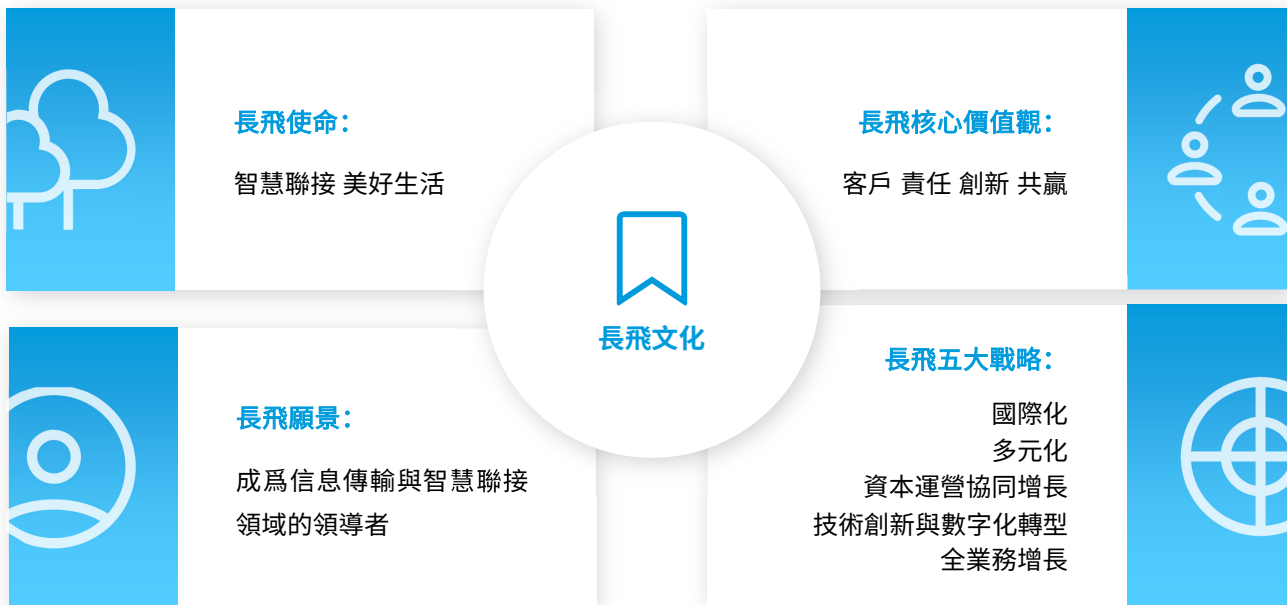 長飛使命:
智慧聯接 美好生活
長飛核心價值觀:
客戶 責任 創新 共贏
長飛文化
長飛願景:
成爲信息傳輸與智慧聯接
領域的領導者
長飛五大戰略:
國際化
多元化
資本運營協同增長
技術創新與數字化轉型
全業務增長